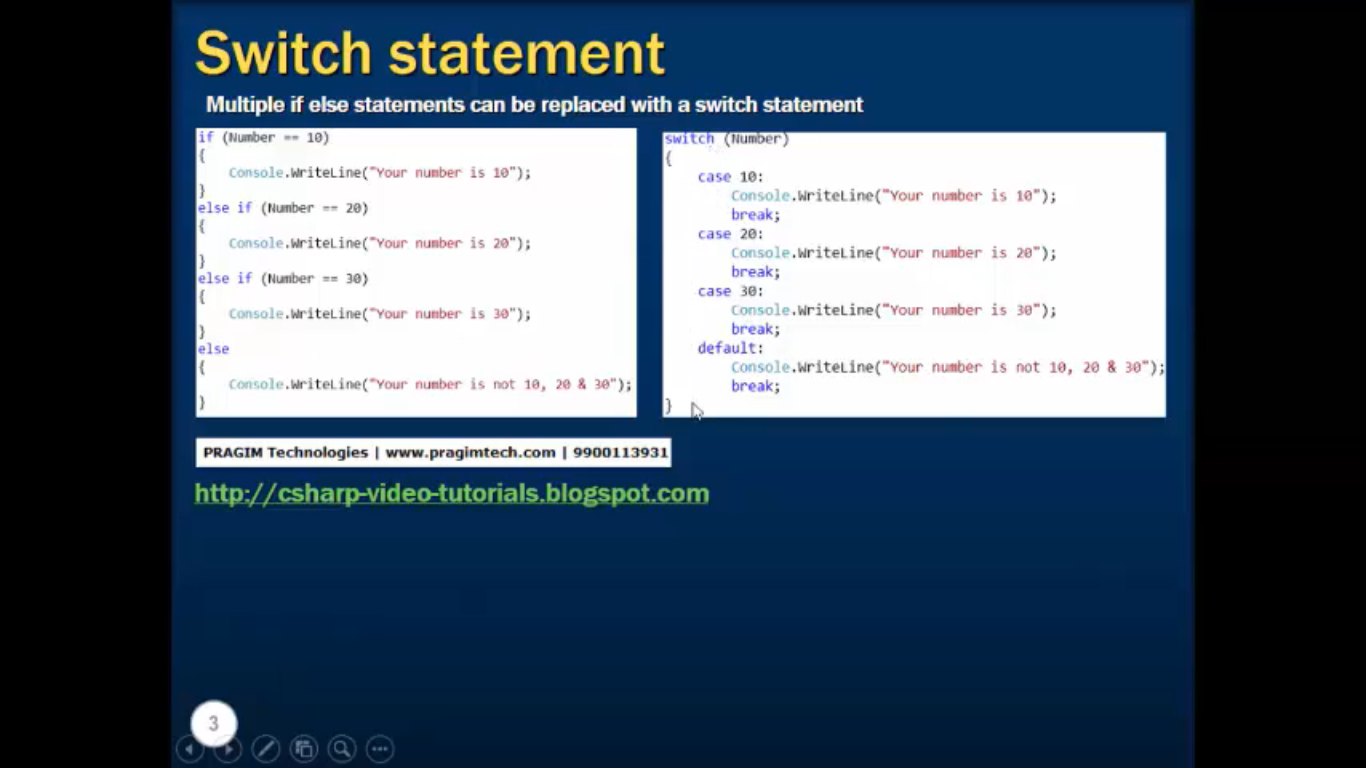 Switch statement
Multiple if else statements can be replaced with a switch statement
if (Number == 10)
{
Console.WriteLine("Your number is 10");
}
else if (Number == 20)
{
Console.WriteLine("Your number is 20");
}
else if (Number == 30)
{
Console.WriteLine("Your number is 30");
}
else
{
Console.WriteLine("Your number is not 10, 20 & 30");
}
switch (Number)
{
case 10:
Console.WriteLine("Your number is 10");
break;
case 20:
Console.WriteLine("Your number is 20");
break;
case 30:
Console.WriteLine("Your number is 30");
break;
default:
Console.WriteLine("Your number is not 10, 20 & 30");
break;
}
PRAGIM Technologies | www.pragimtech.com | 9900113931
http://csharp-video-tutorials.blogspot.com
3